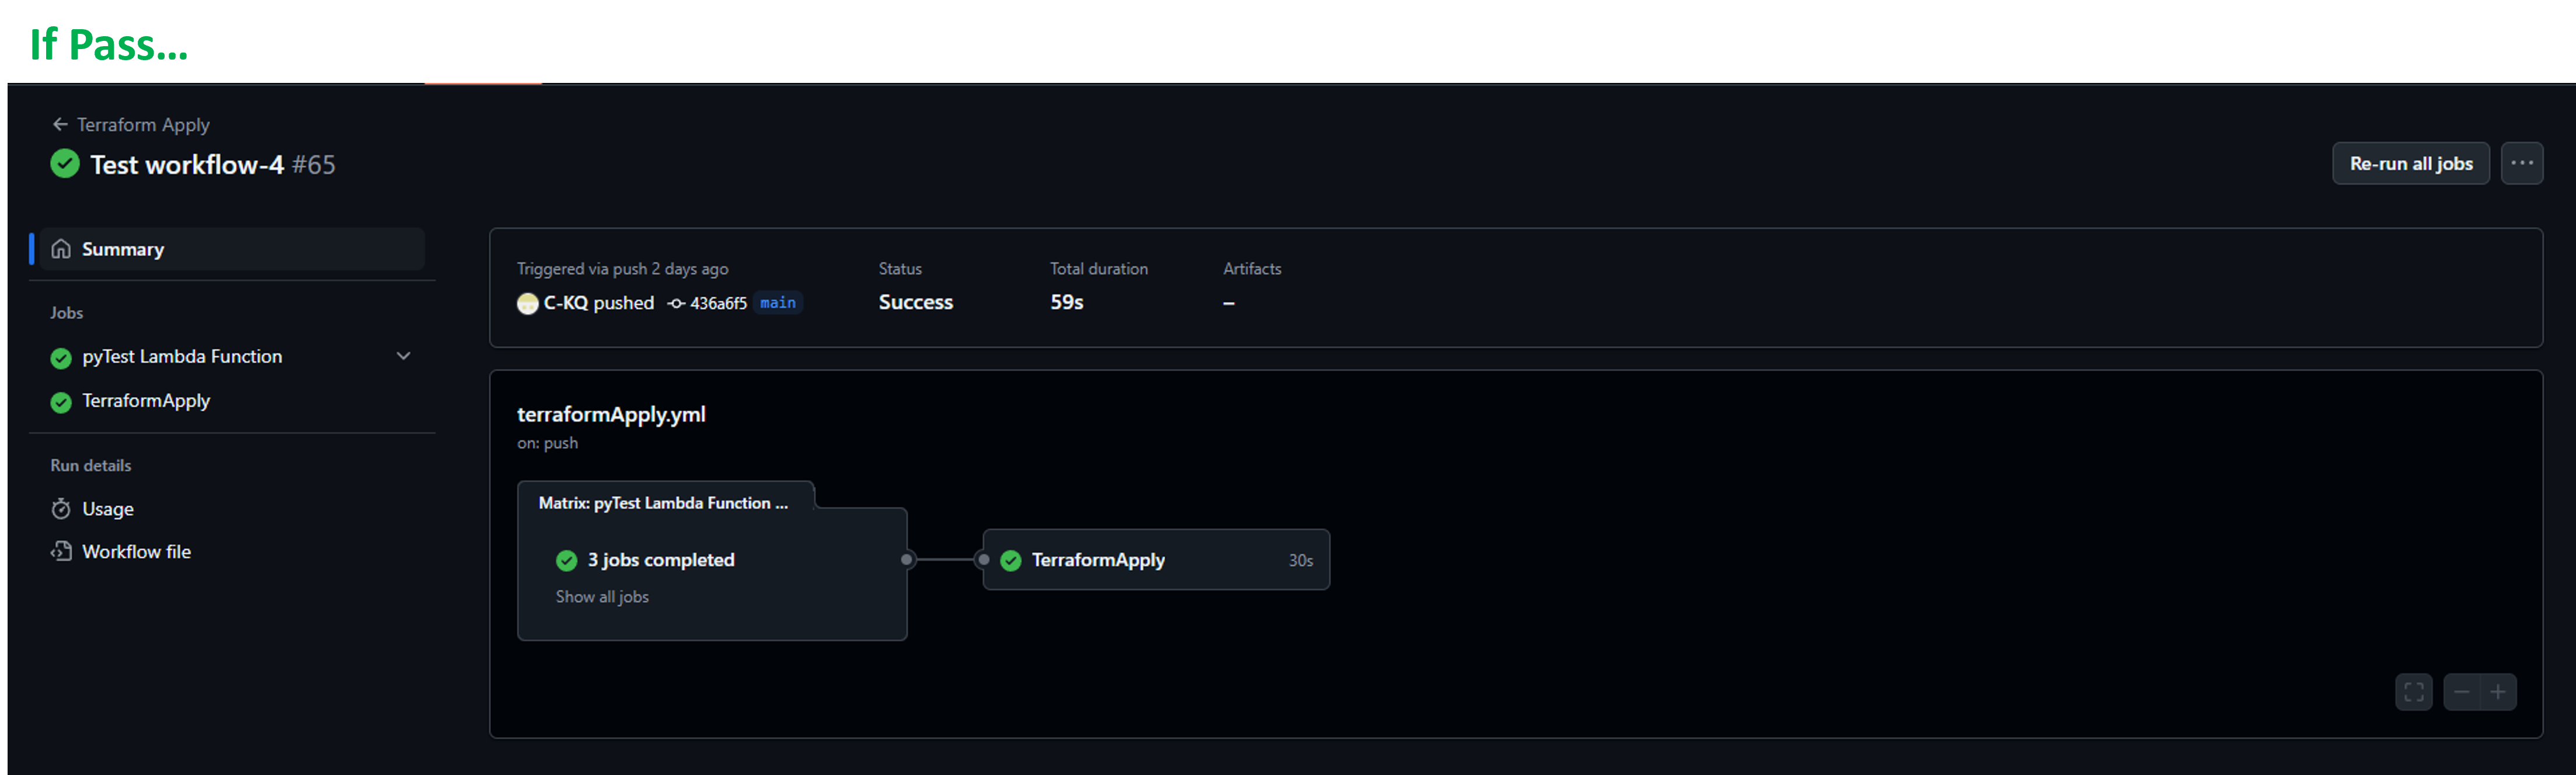 If Pass...
Terraform Apply
Test workflow-4 #65
Re-run all jobs
Summary
Jobs
pyTest Lambda Function
TerraformApply
Run details
Usage
Workflow file
Triggered via push 2 days ago
C-KQ pushed 436a6f5 main
Status
Success
Total duration
59s
Artifacts
–
terraformApply.yml
on: push
Matrix: pyTest Lambda Function ...
3 jobs completed
Show all jobs
TerraformApply 30s